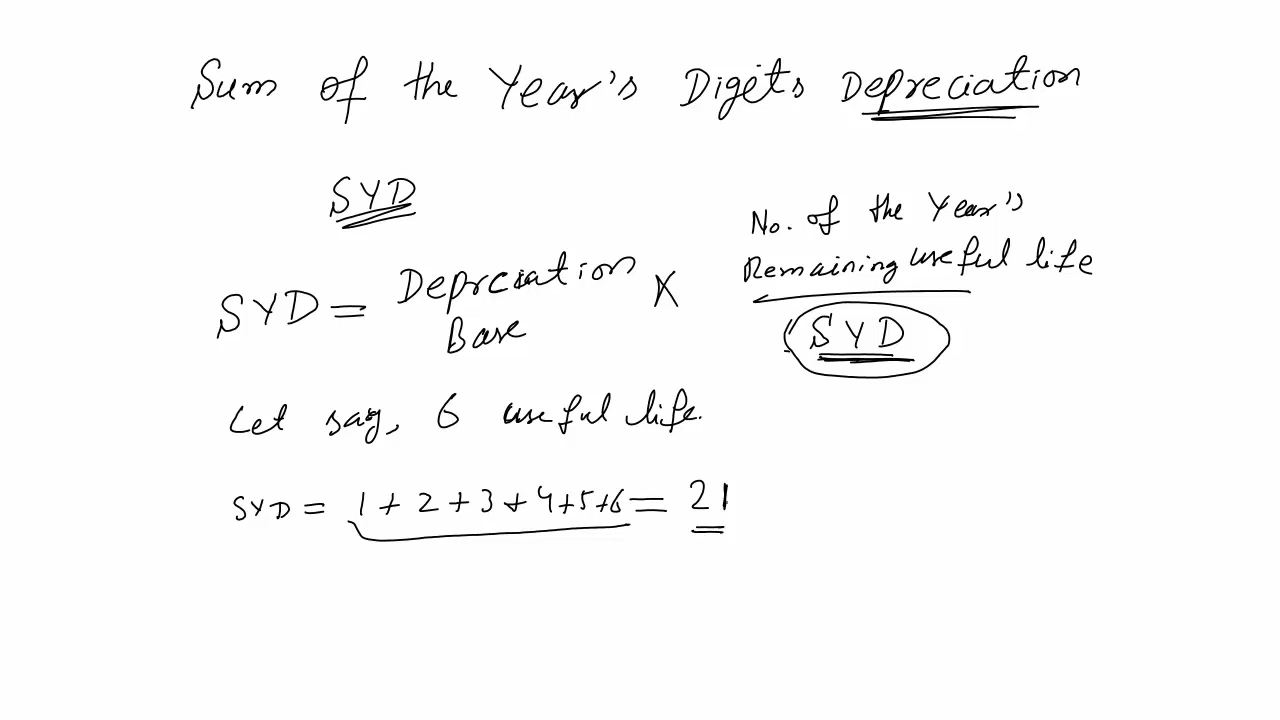 Sum of the Year's Digits Depreciation
SYD
No. of the Year's
Remaining useful life
SYD = Depreciation Base ×
SYD
Let say, 6 useful life.
SYD = 1 + 2 + 3 + 4 + 5 + 6 = 21